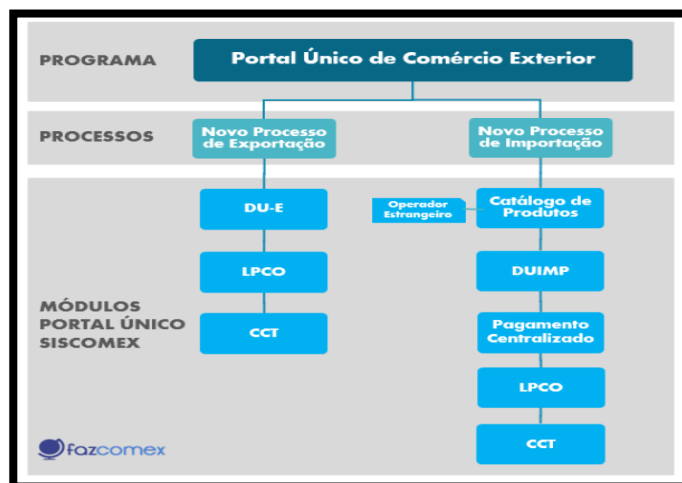 PROGRAMA
Portal Único de Comércio Exterior
PROCESSOS
Novo Processo
de Exportação
Novo Processo
de Importação
MÓDULOS
PORTAL ÚNICO
SISCOMEX
DU-E
LPCO
CCT
Operador
Estrangeiro
Catálogo de
Produtos
DUIMP
Pagamento
Centralizado
LPCO
CCT
fazcomex